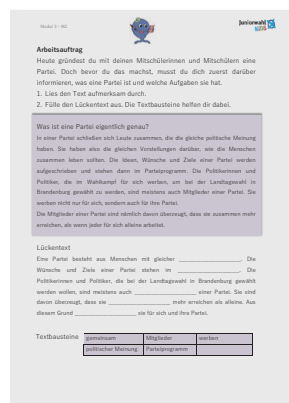 Modul 3 – M2
Juniorwahl
KIDS
Arbeitsauftrag
Heute gründest du mit deinen Mitschülerinnen und Mitschülern eine
Partei. Doch bevor du das machst, musst du dich zuerst darüber
informieren, was eine Partei ist und welche Aufgaben sie hat.
1. Lies den Text aufmerksam durch.
2. Fülle den Lückentext aus. Die Textbausteine helfen dir dabei.
Was ist eine Partei eigentlich genau?
In einer Partei schließen sich Leute zusammen, die die gleiche politische Meinung
haben. Sie haben also die gleichen Vorstellungen darüber, wie die Menschen
zusammen leben sollten. Die Ideen, Wünsche und Ziele einer Partei werden
aufgeschrieben und stehen dann im Parteiprogramm. Die Politikerinnen und
Politiker, die im Wahlkampf für sich werben, um bei der Landtagswahl in
Brandenburg gewählt zu werden, sind meistens auch Mitglieder einer Partei. Sie
werben nicht nur für sich, sondern auch für ihre Partei.
Die Mitglieder einer Partei sind nämlich davon überzeugt, dass sie zusammen mehr
erreichen, als wenn jeder für sich alleine arbeitet.
Lückentext
Eine Partei besteht aus Menschen mit gleicher ____________________. Die
Wünsche und Ziele einer Partei stehen im ____________________. Die
Politikerinnen und Politiker, die bei der Landtagswahl in Brandenburg gewählt
werden wollen, sind meistens auch ____________________ einer Partei. Sie sind
davon überzeugt, dass sie ____________________ mehr erreichen als alleine. Aus
diesem Grund ____________________ sie für sich und ihre Partei.
Textbausteine gemeinsam Mitglieder werben
politischer Meinung Parteiprogramm